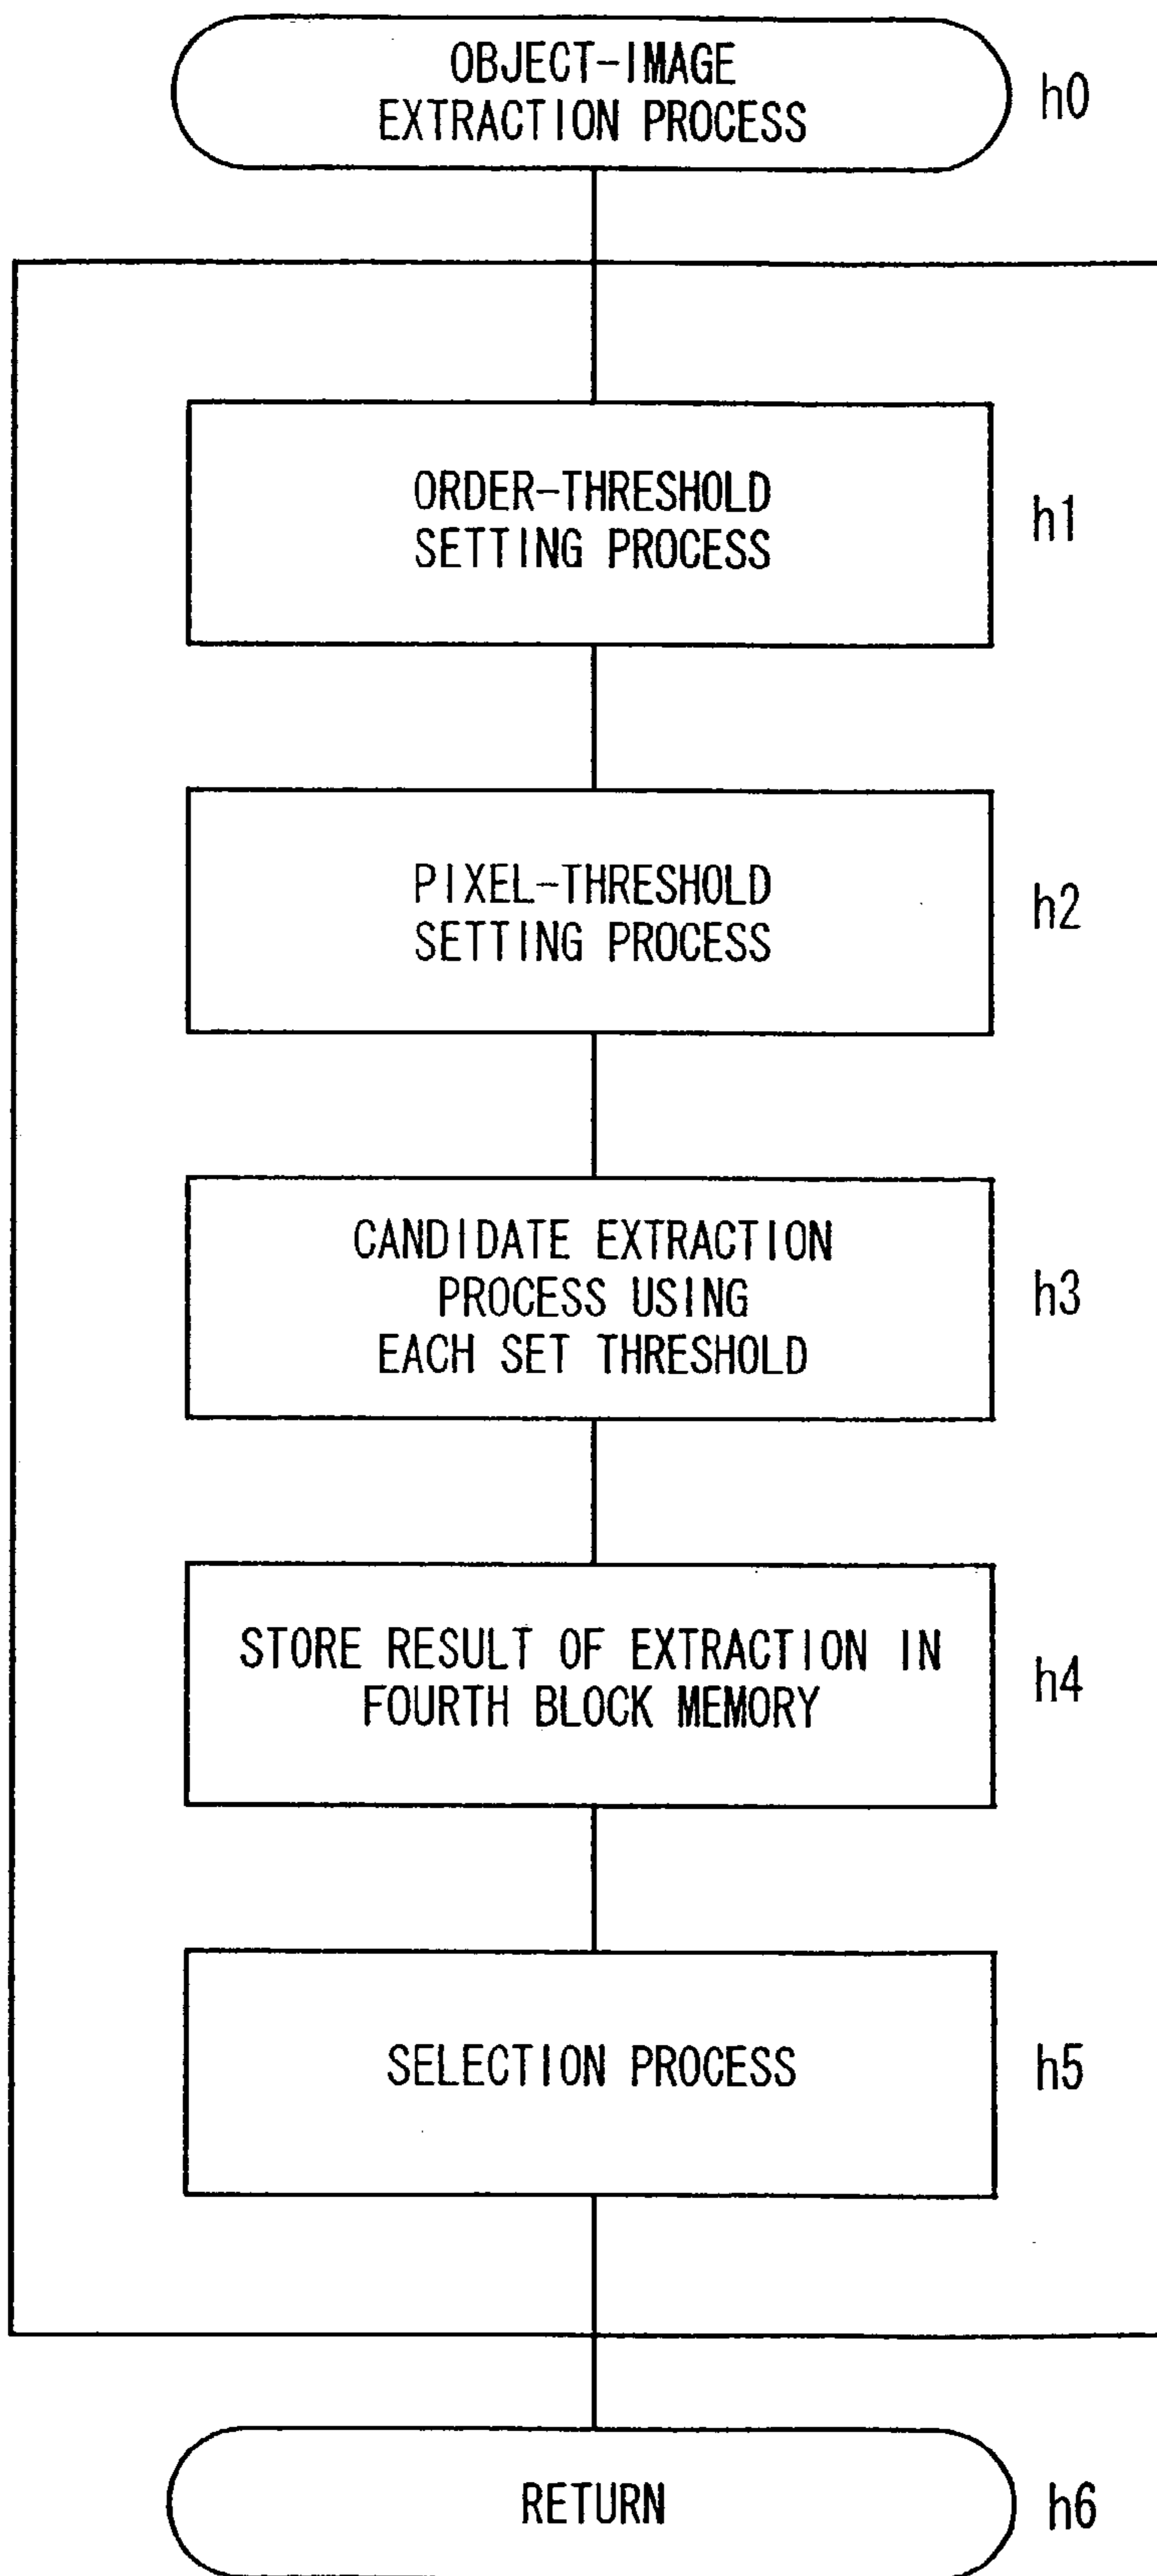 OBJECT-IMAGE
EXTRACTION PROCESS
h0
ORDER-THRESHOLD
SETTING PROCESS
h1
PIXEL-THRESHOLD
SETTING PROCESS
h2
CANDIDATE EXTRACTION
PROCESS USING
EACH SET THRESHOLD
h3
STORE RESULT OF EXTRACTION IN
FOURTH BLOCK MEMORY
h4
SELECTION PROCESS
h5
RETURN
h6